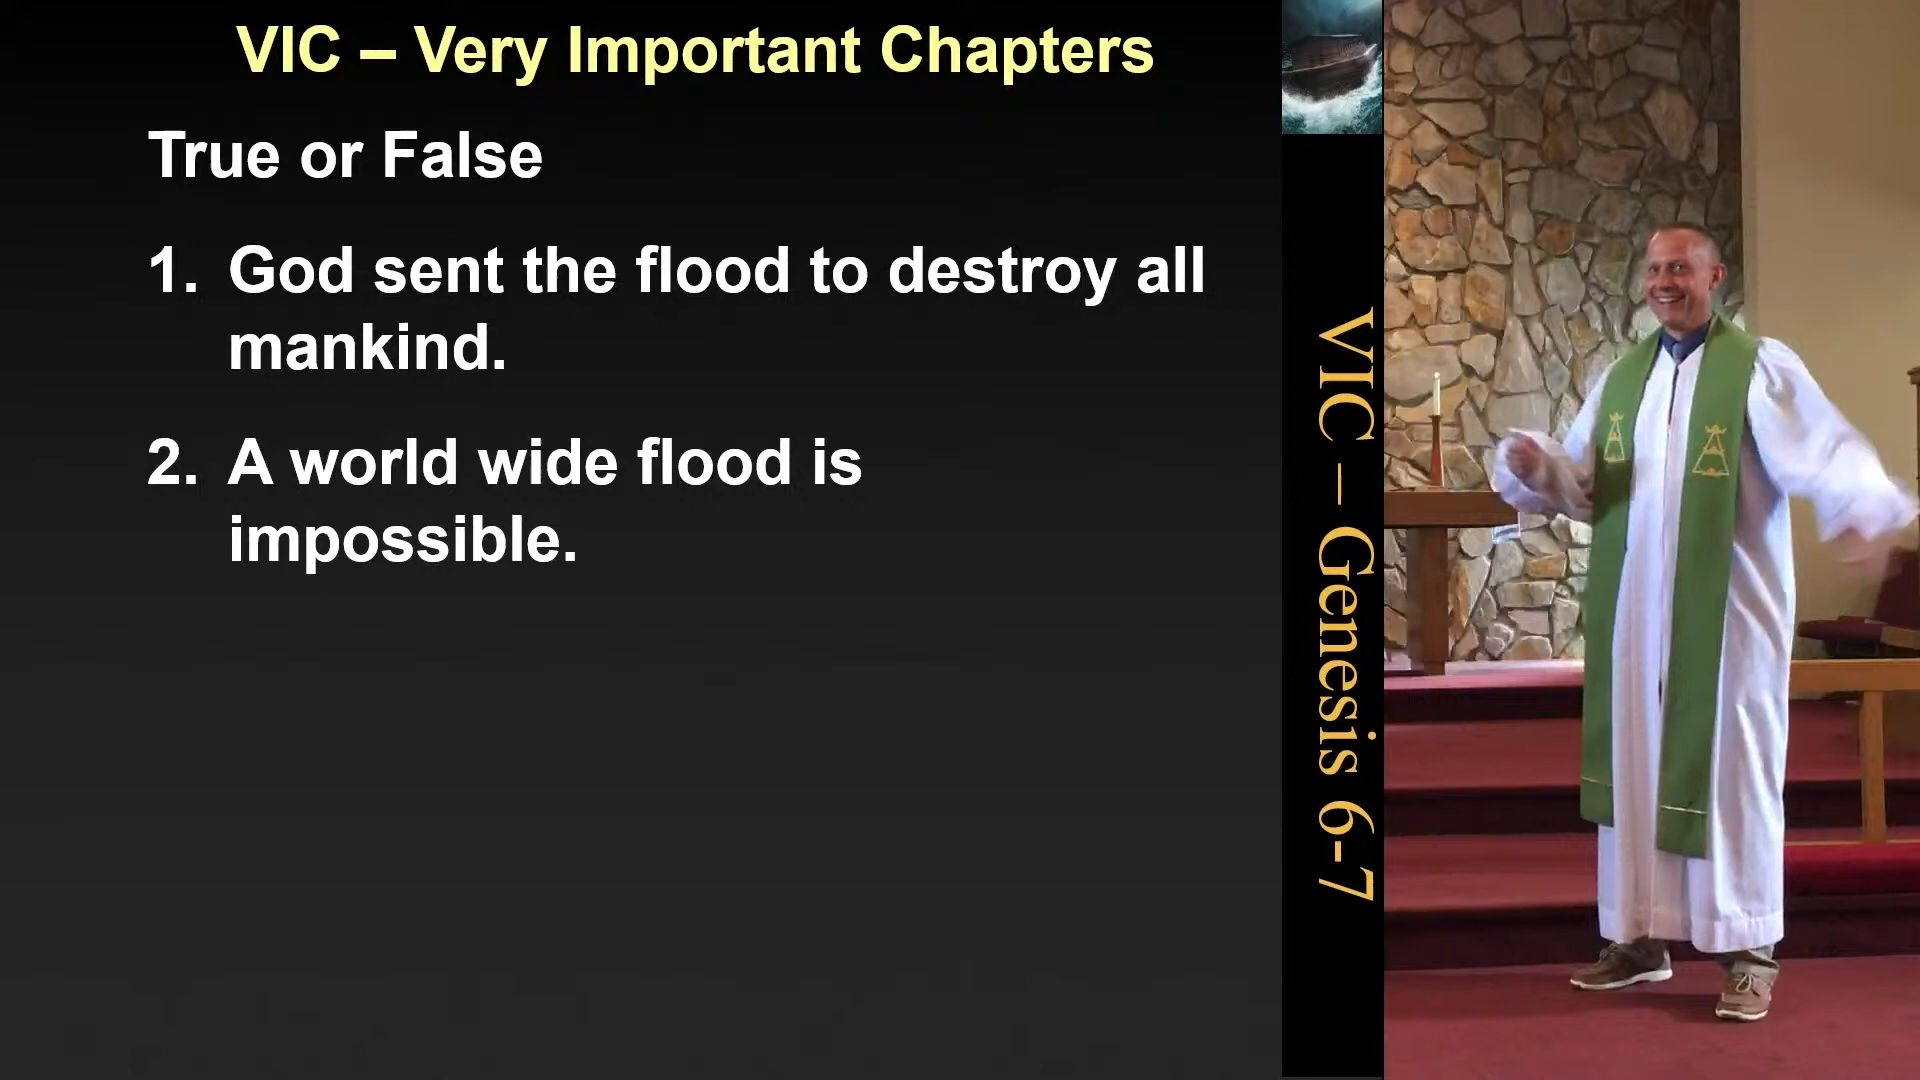 VIC – Very Important Chapters
True or False
1. God sent the flood to destroy all
mankind.
2. A world wide flood is
impossible.
VIC – Genesis 6-7